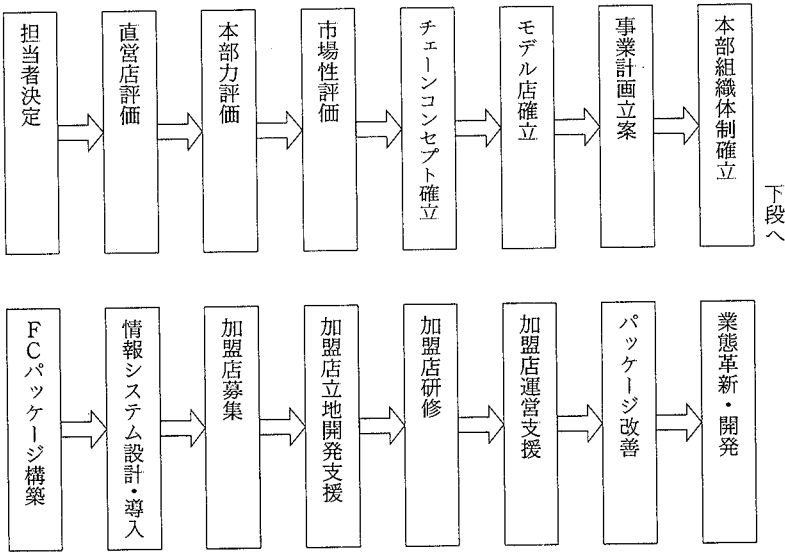 担当者決定
直営店評価
本部力評価
市場性評価
チェーンコンセプト確立
モデル店確立
事業計画立案
本部組織体制確立
下段へ
FCパッケージ構築
情報システム設計・導入
加盟店募集
加盟店立地開発支援
加盟店研修
加盟店運営支援
パッケージ改善
業態革新・開発